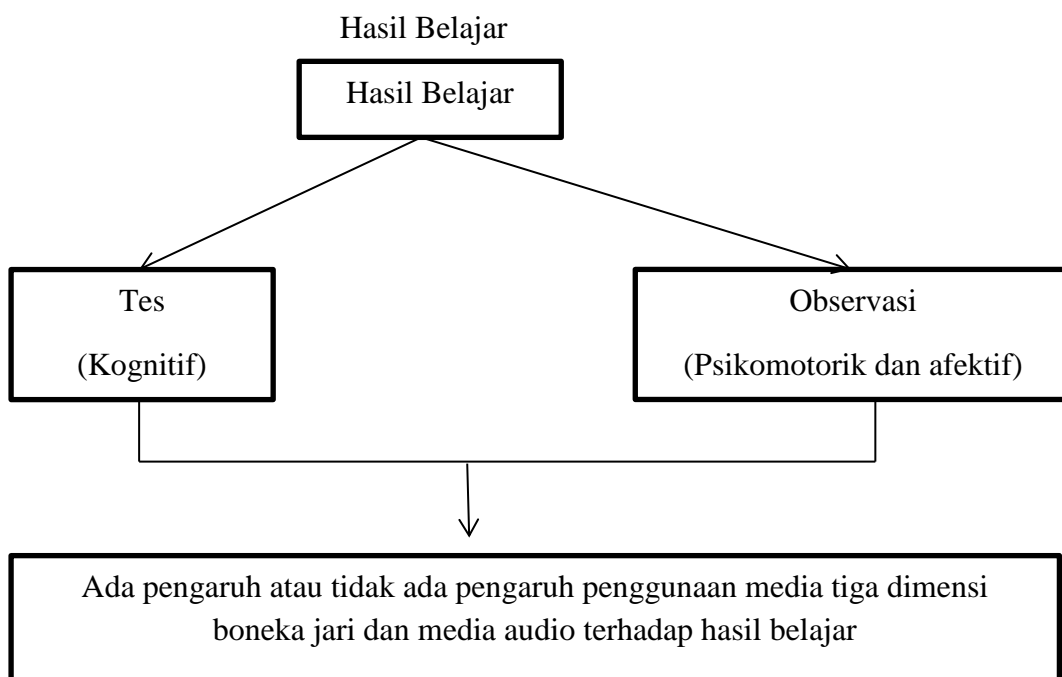 Hasil Belajar
Hasil Belajar
Tes
(Kognitif)
Observasi
(Psikomotorik dan afektif)
Ada pengaruh atau tidak ada pengaruh penggunaan media tiga dimensi
boneka jari dan media audio terhadap hasil belajar